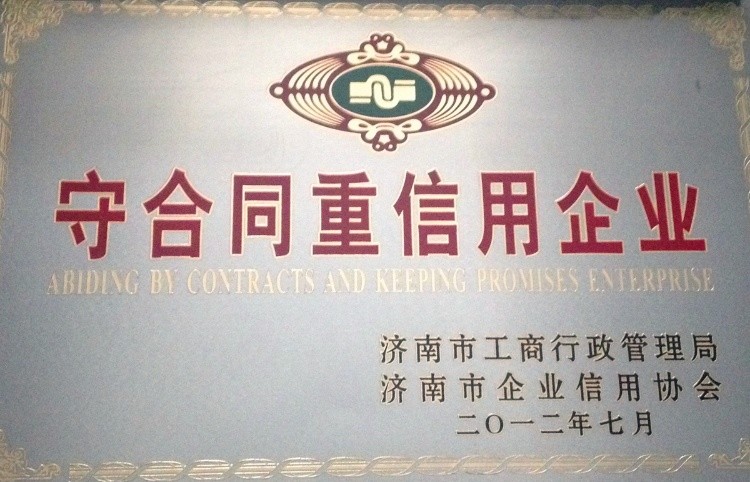 守合同重信用企业
ABIDING BY CONTRACTS AND KEEPING PROMISES ENTERPRISE
济南市工商行政管理局
济南市企业信用协会
二〇一二年七月